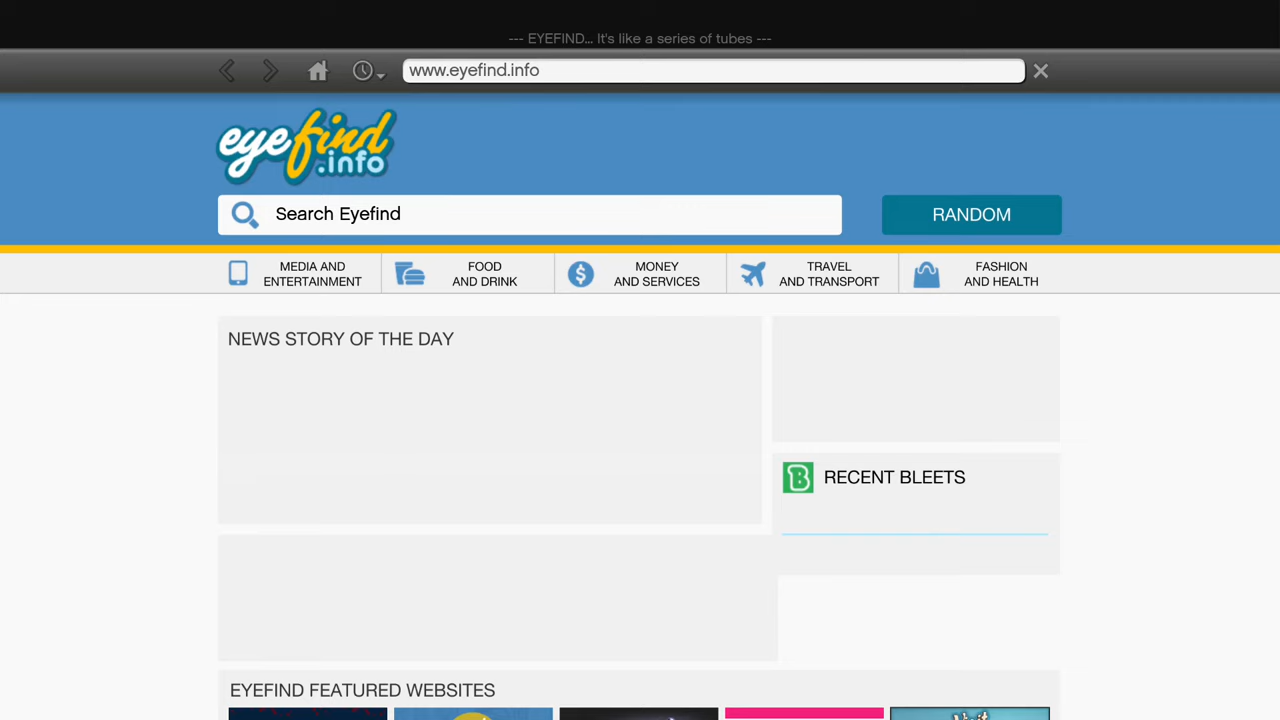 --- EYEFIND... It's like a series of tubes ---
www.eyefind.info
eyefind
.info
Search Eyefind
RANDOM
MEDIA AND
ENTERTAINMENT
FOOD
AND DRINK
MONEY
AND SERVICES
TRAVEL
AND TRANSPORT
FASHION
AND HEALTH
NEWS STORY OF THE DAY
B RECENT BLEETS
EYEFIND FEATURED WEBSITES
Visit